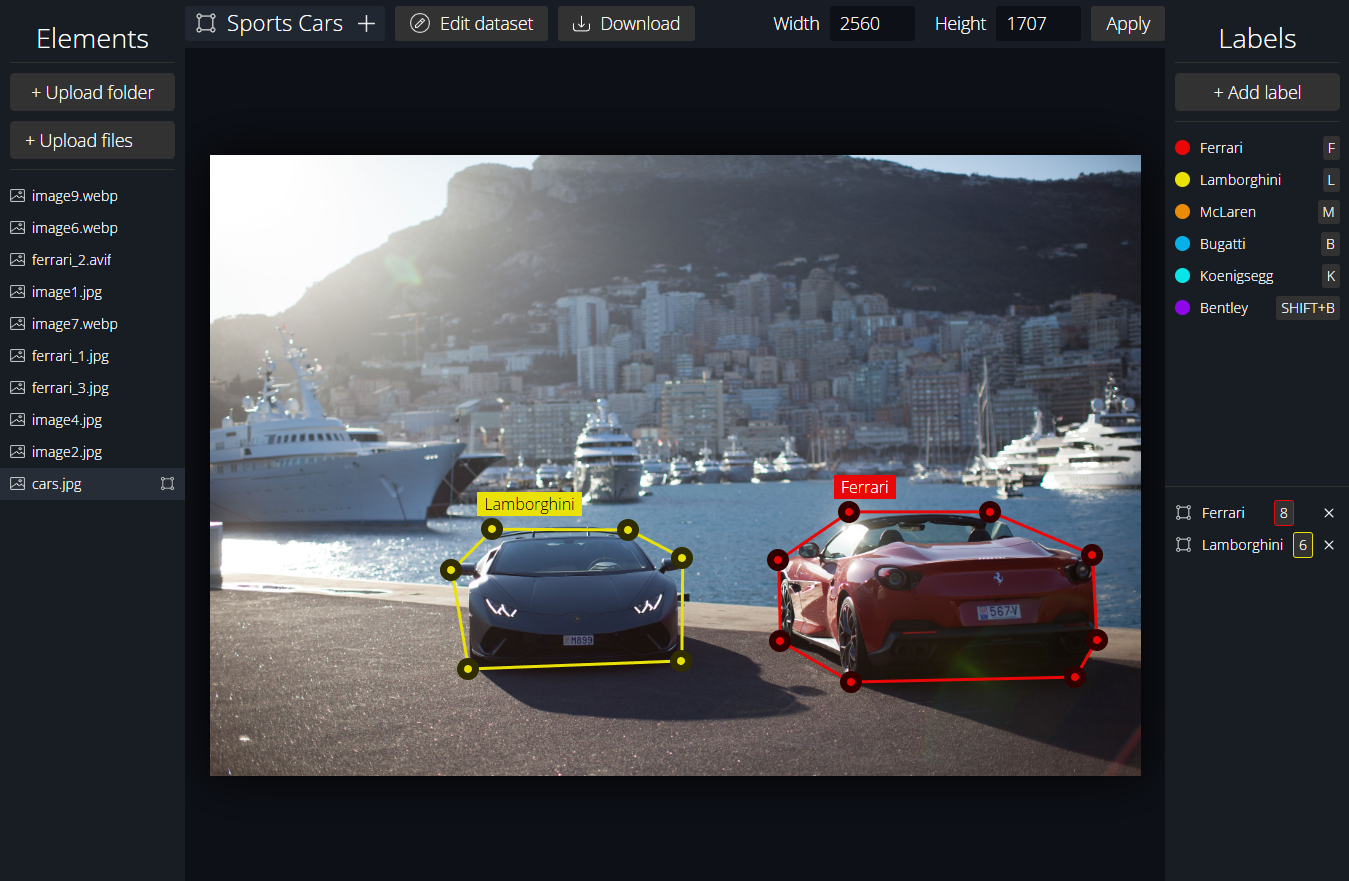 Elements
+ Upload folder
+ Upload files
image9.webp
image6.webp
ferrari_2.avif
image1.jpg
image7.webp
ferrari_1.jpg
ferrari_3.jpg
image4.jpg
image2.jpg
cars.jpg
Sports Cars +
Edit dataset
Download
Width 2560
Height 1707
Apply
Lamborghini
Ferrari
M899
567V
Labels
+ Add label
Ferrari F
Lamborghini L
McLaren M
Bugatti B
Koenigsegg K
Bentley SHIFT+B
Ferrari 8 ×
Lamborghini 6 ×